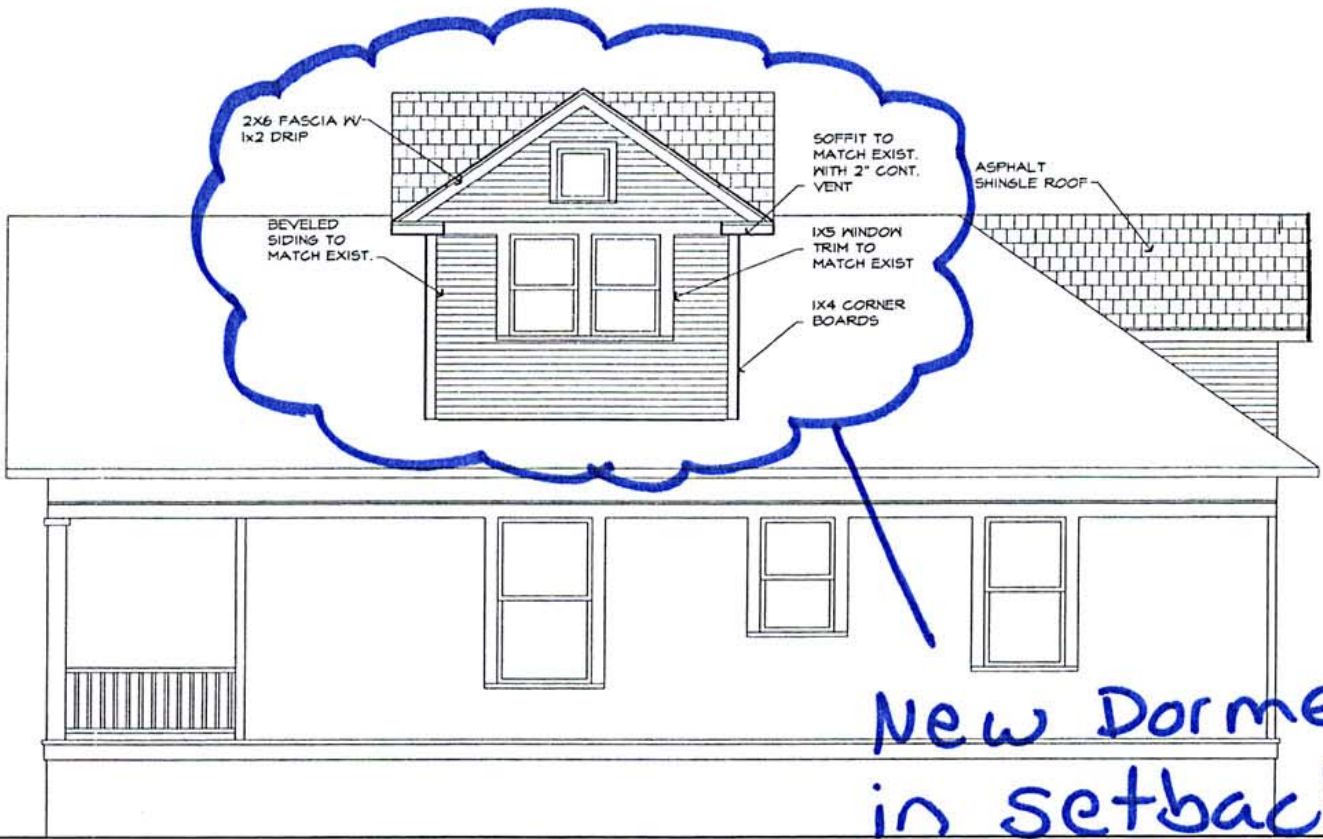 2X6 FASCIA W/
1x2 DRIP
SOFFIT TO
MATCH EXIST.
WITH 2" CONT.
VENT
ASPHALT
SHINGLE ROOF
BEVELED
SIDING TO
MATCH EXIST.
1X5 WINDOW
TRIM TO
MATCH EXIST
1X4 CORNER
BOARDS
New Dorme
in setbac